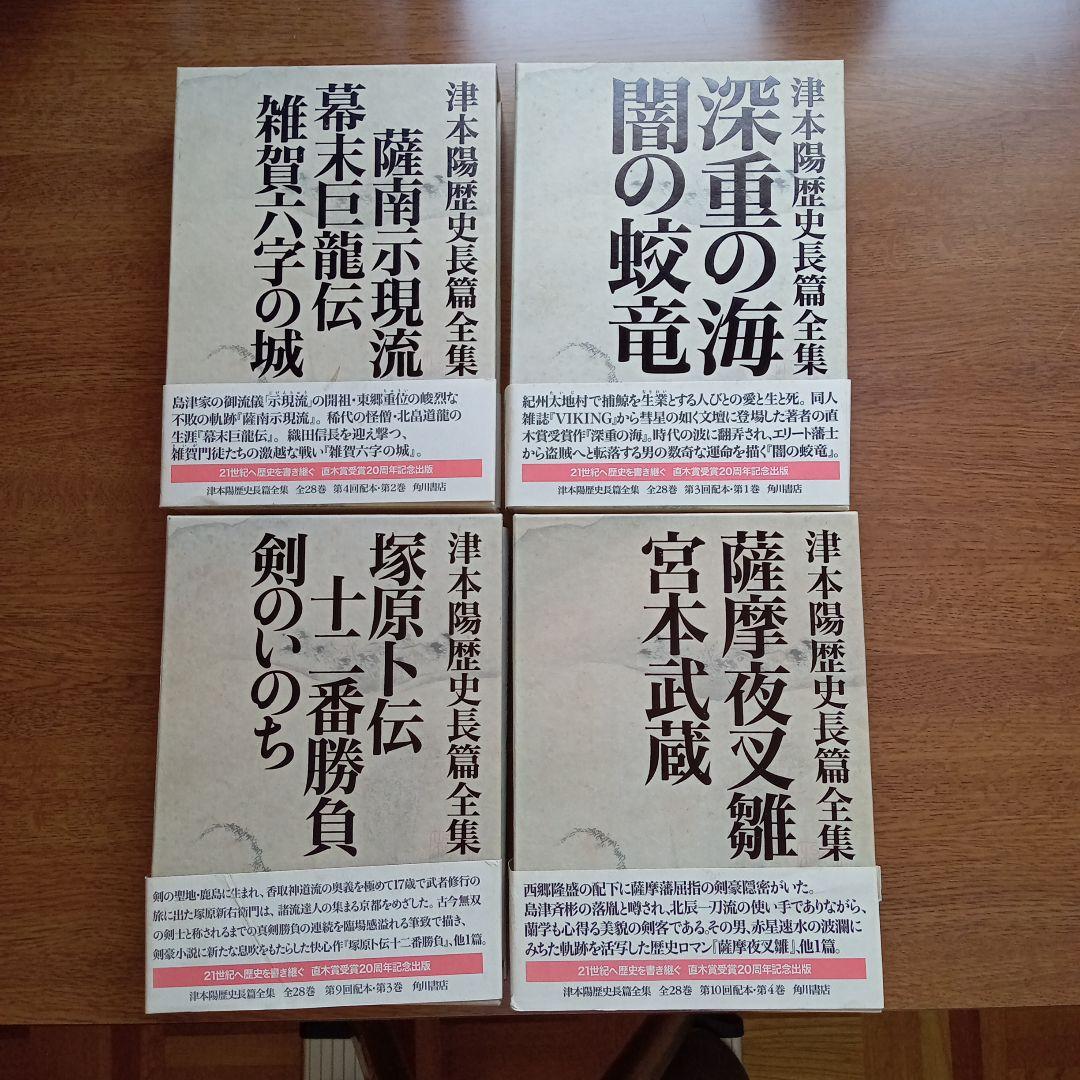 津本陽歴史長篇全集
薩南示現流
幕末巨龍伝
雑賀六字の城
島津家の御流儀「示現流」の開祖・東郷重位の峻烈な
不敗の軌跡『薩南示現流』。稀代の怪僧・北畠道龍の
生涯『幕末巨龍伝』。織田信長を迎え撃つ、
雑賀門徒たちの激越な戦い『雑賀六字の城』。
21世紀へ歴史を書き継ぐ 直木賞受賞20周年記念出版
津本陽歴史長篇全集 全28巻 第4回配本・第2巻 角川書店
津本陽歴史長篇全集
深重の海
闇の蛟竜
紀州太地村で捕鯨を生業とする人びとの愛と生と死。同人
雑誌『VIKING』から彗星の如く文壇に登場した著者の直
木賞受賞作『深重の海』。時代の波に翻弄され、エリート藩士
から盗賊へと転落する男の数奇な運命を描く『闇の蛟竜』。
21世紀へ歴史を書き継ぐ 直木賞受賞20周年記念出版
津本陽歴史長篇全集 全28巻 第3回配本・第1巻 角川書店
津本陽歴史長篇全集
塚原卜伝
十二番勝負
剣のいのち
剣の聖地・鹿島に生まれ、香取神道流の奥義を極めて17歳で武者修行の
旅に出た塚原新右衛門は、諸流達人の集まる京都をめざした。古今無双
の剣士と称されるまでの真剣勝負の連続を臨場感溢れる筆致で描き、
剣豪小説に新たな息吹をもたらした快心作『塚原卜伝十二番勝負』、他1篇。
21世紀へ歴史を書き継ぐ 直木賞受賞20周年記念出版
津本陽歴史長篇全集 全28巻 第9回配本・第3巻 角川書店
津本陽歴史長篇全集
薩摩夜叉雛
宮本武蔵
西郷隆盛の配下に薩摩藩屈指の剣豪隠密がいた。
島津斉彬の落胤と噂され、北辰一刀流の使い手でありながら、
蘭学も心得る美貌の剣客である。その男、赤星速水の波瀾に
みちた軌跡を活写した歴史ロマン『薩摩夜叉雛』、他1篇。
21世紀へ歴史を書き継ぐ 直木賞受賞20周年記念出版
津本陽歴史長篇全集 全28巻 第10回配本・第4巻 角川書店